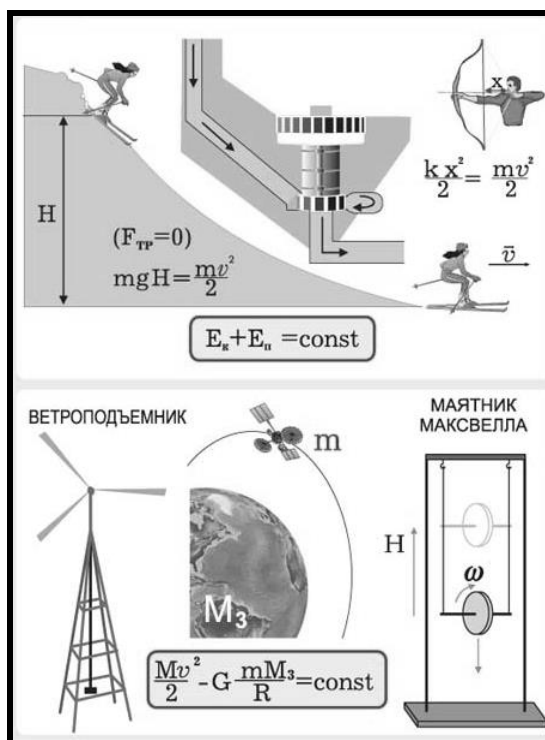 H
(Fтр=0)
mgH=mv²/2
x
kx²/2=mv²/2
v̄
Eк+Eп=const
ВЕТРОПОДЪЕМНИК
m
M₃
МАЯТНИК
МАКСВЕЛЛА
H
ω
Mv²/2-G mM₃/R=const